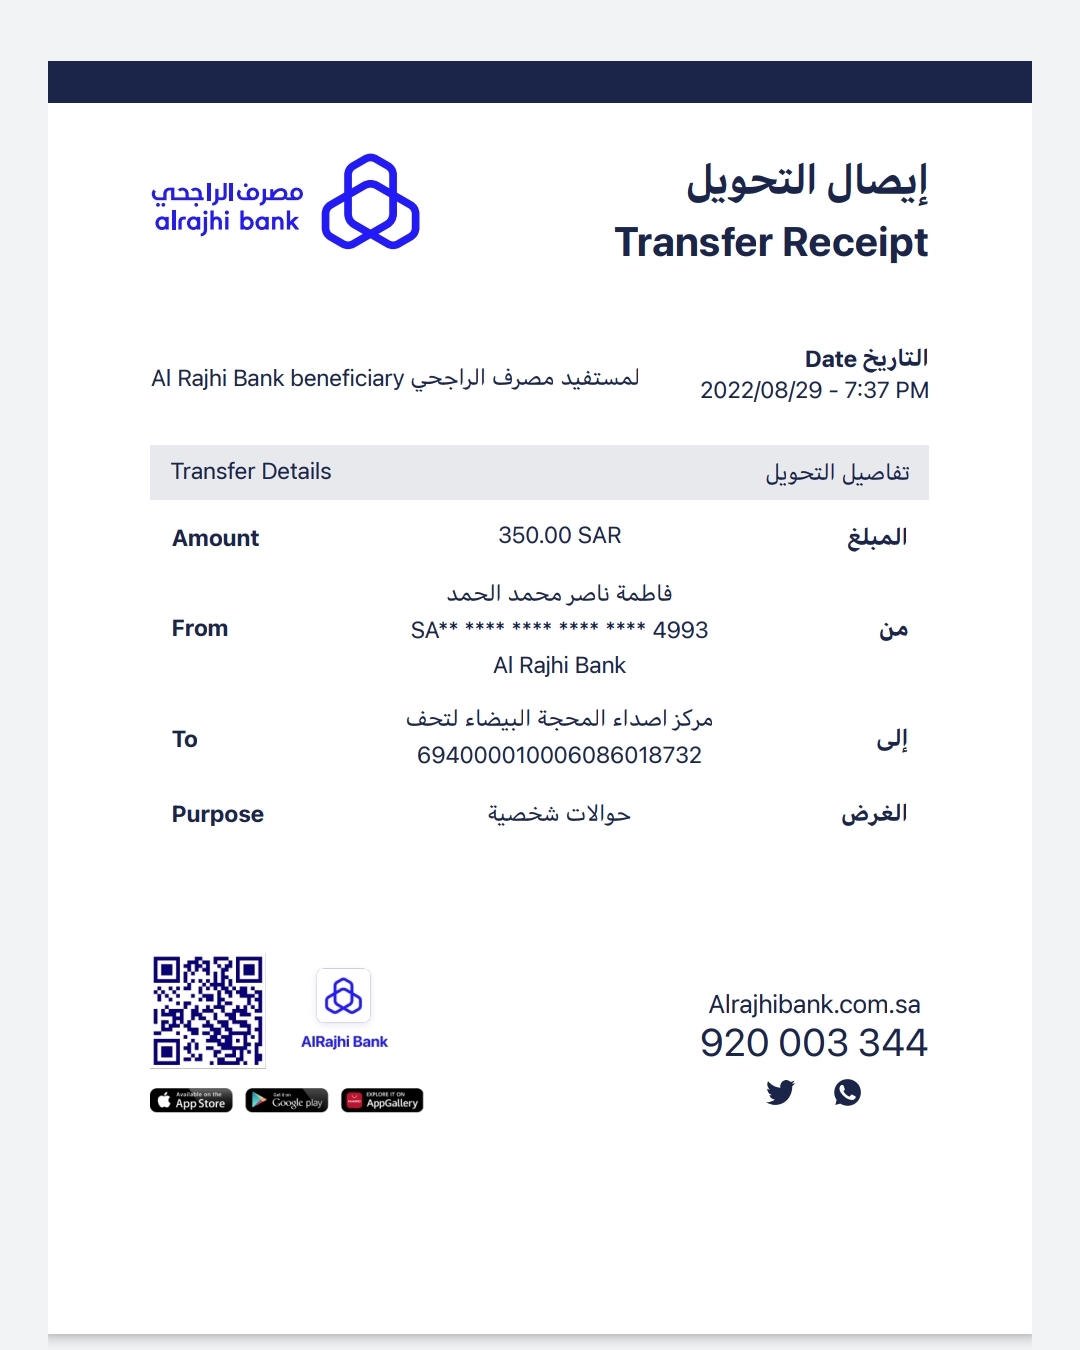 مصرف الراجحي
alrajhi bank
إيصال التحويل
Transfer Receipt
التاريخ Date
2022/08/29 - 7:37 PM
لمستفيد مصرف الراجحي Al Rajhi Bank beneficiary
Transfer Details تفاصيل التحويل
Amount 350.00 SAR المبلغ
فاطمة ناصر محمد الحمد
From SA** **** **** **** **** 4993 من
Al Rajhi Bank
مركز اصداء المحجة البيضاء لتحف
To إلى
694000010006086018732
Purpose حوالات شخصية الغرض
AlRajhi Bank
Available on the
App Store
Get it on
Google play
EXPLORE IT ON
AppGallery
Alrajhibank.com.sa
920 003 344